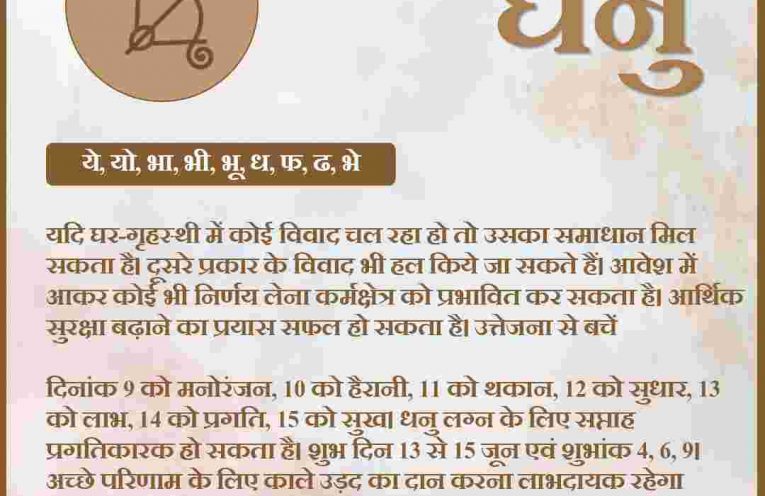 धनु
ये, यो, भा, भी, भू, ध, फ, ढ, भे
यदि घर-गृहस्थी में कोई विवाद चल रहा हो तो उसका समाधान मिल
सकता है। दूसरे प्रकार के विवाद भी हल किये जा सकते हैं। आवेश में
आकर कोई भी निर्णय लेना कर्मक्षेत्र को प्रभावित कर सकता है। आर्थिक
सुरक्षा बढ़ाने का प्रयास सफल हो सकता है। उत्तेजना से बचें
दिनांक 9 को मनोरंजन, 10 को हैरानी, 11 को थकान, 12 को सुधार, 13
को लाभ, 14 को प्रगति, 15 को सुख। धनु लग्न के लिए सप्ताह
प्रगतिकारक हो सकता है। शुभ दिन 13 से 15 जून एवं शुभांक 4, 6, 9।
अच्छे परिणाम के लिए काले उड़द का दान करना लाभदायक रहेगा